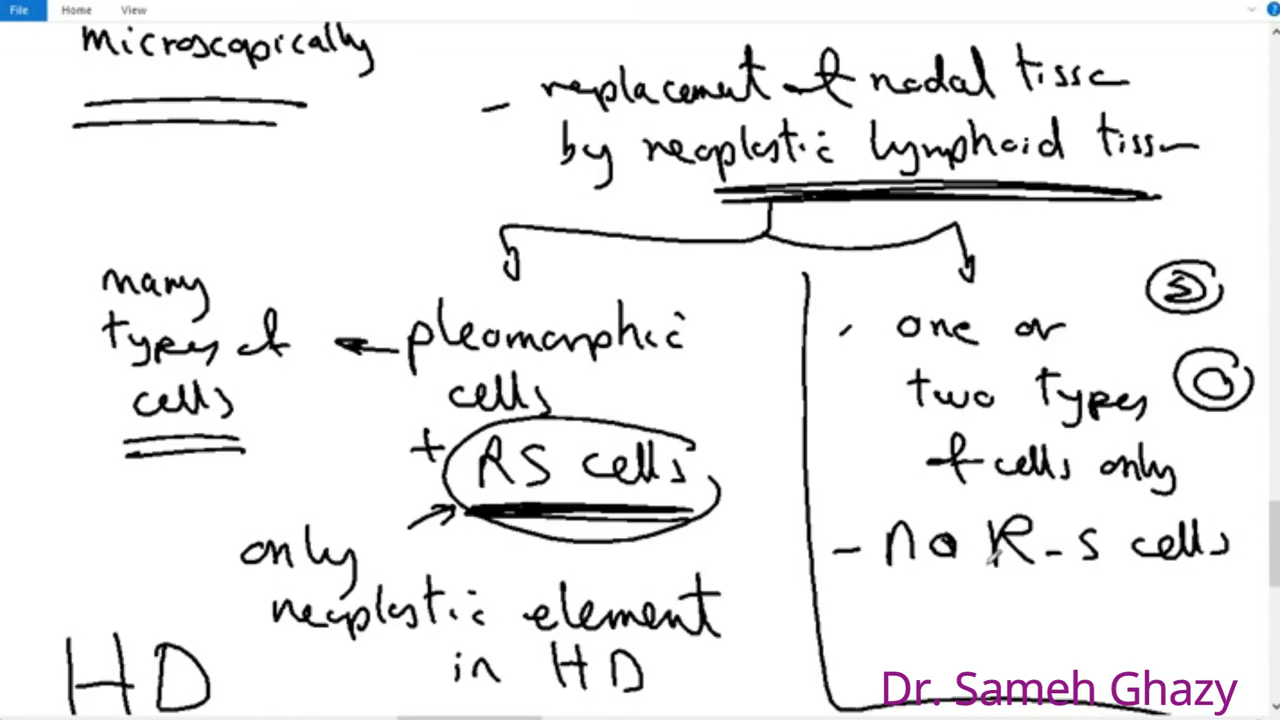 File Home View
Microscopically
- replacement of nodal tissue
by neoplastic lymphoid tissue
many
types of
cells
pleomorphic
cells
+ RS cells
only
neoplastic element
in HD
HD
- one or
two types
of cells only
- no R-S cells
Dr. Sameh Ghazy